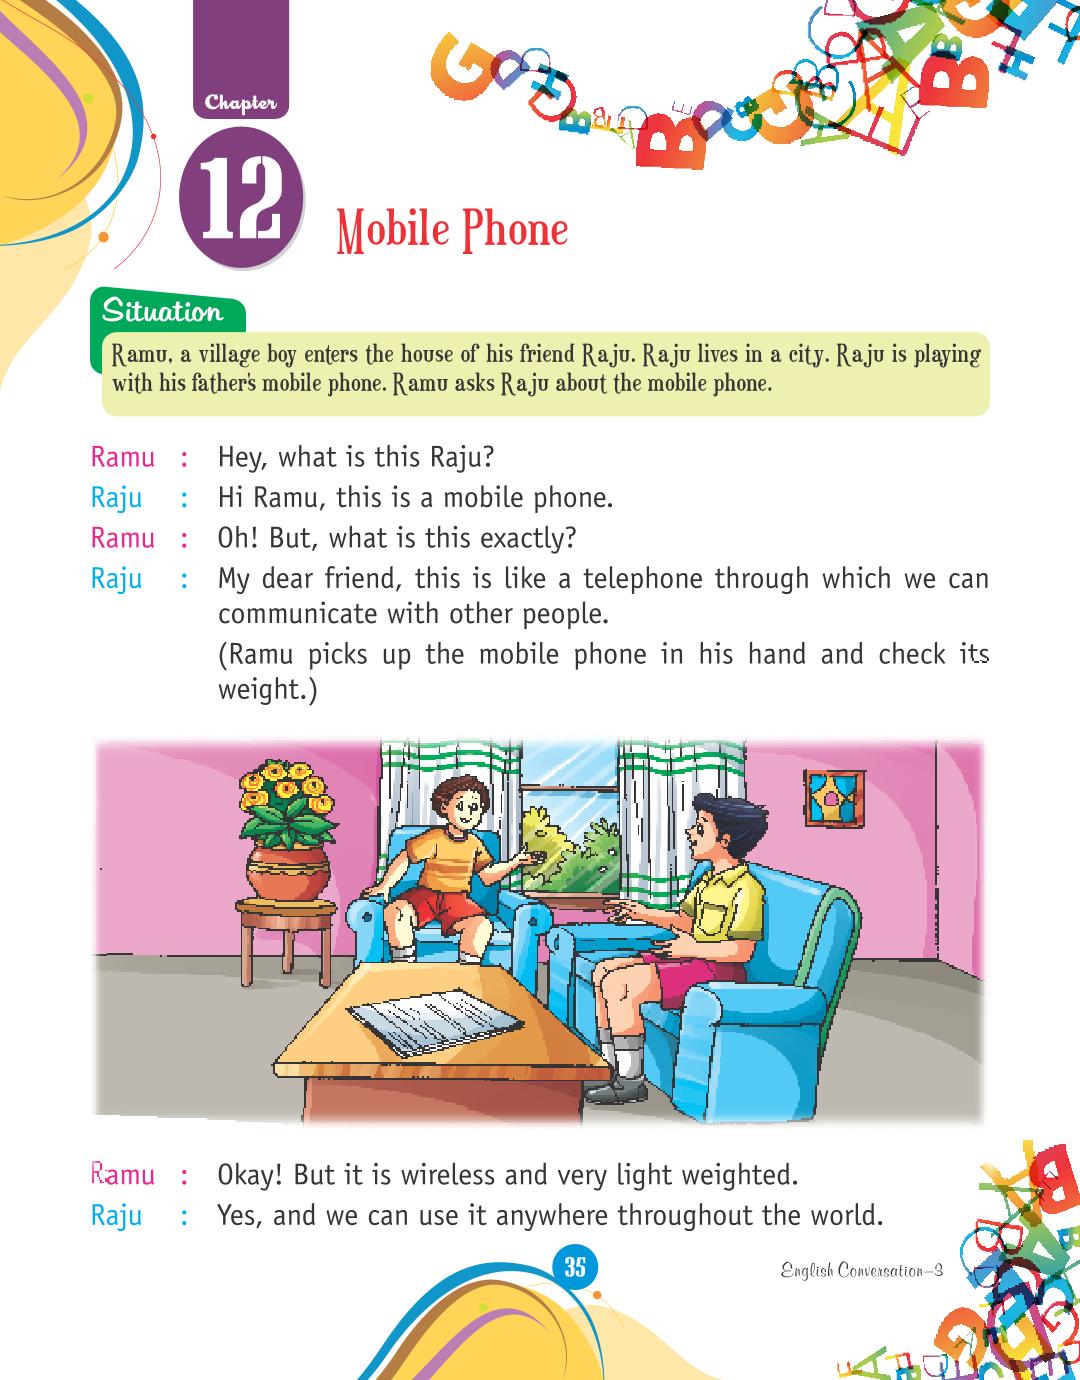 Chapter
12
Mobile Phone
Situation
Ramu, a village boy enters the house of his friend Raju. Raju lives in a city. Raju is playing
with his father's mobile phone. Ramu asks Raju about the mobile phone.
Ramu : Hey, what is this Raju?
Raju : Hi Ramu, this is a mobile phone.
Ramu : Oh! But, what is this exactly?
Raju : My dear friend, this is like a telephone through which we can
communicate with other people.
(Ramu picks up the mobile phone in his hand and check its
weight.)
Ramu : Okay! But it is wireless and very light weighted.
Raju : Yes, and we can use it anywhere throughout the world.
35
English Conversation–3